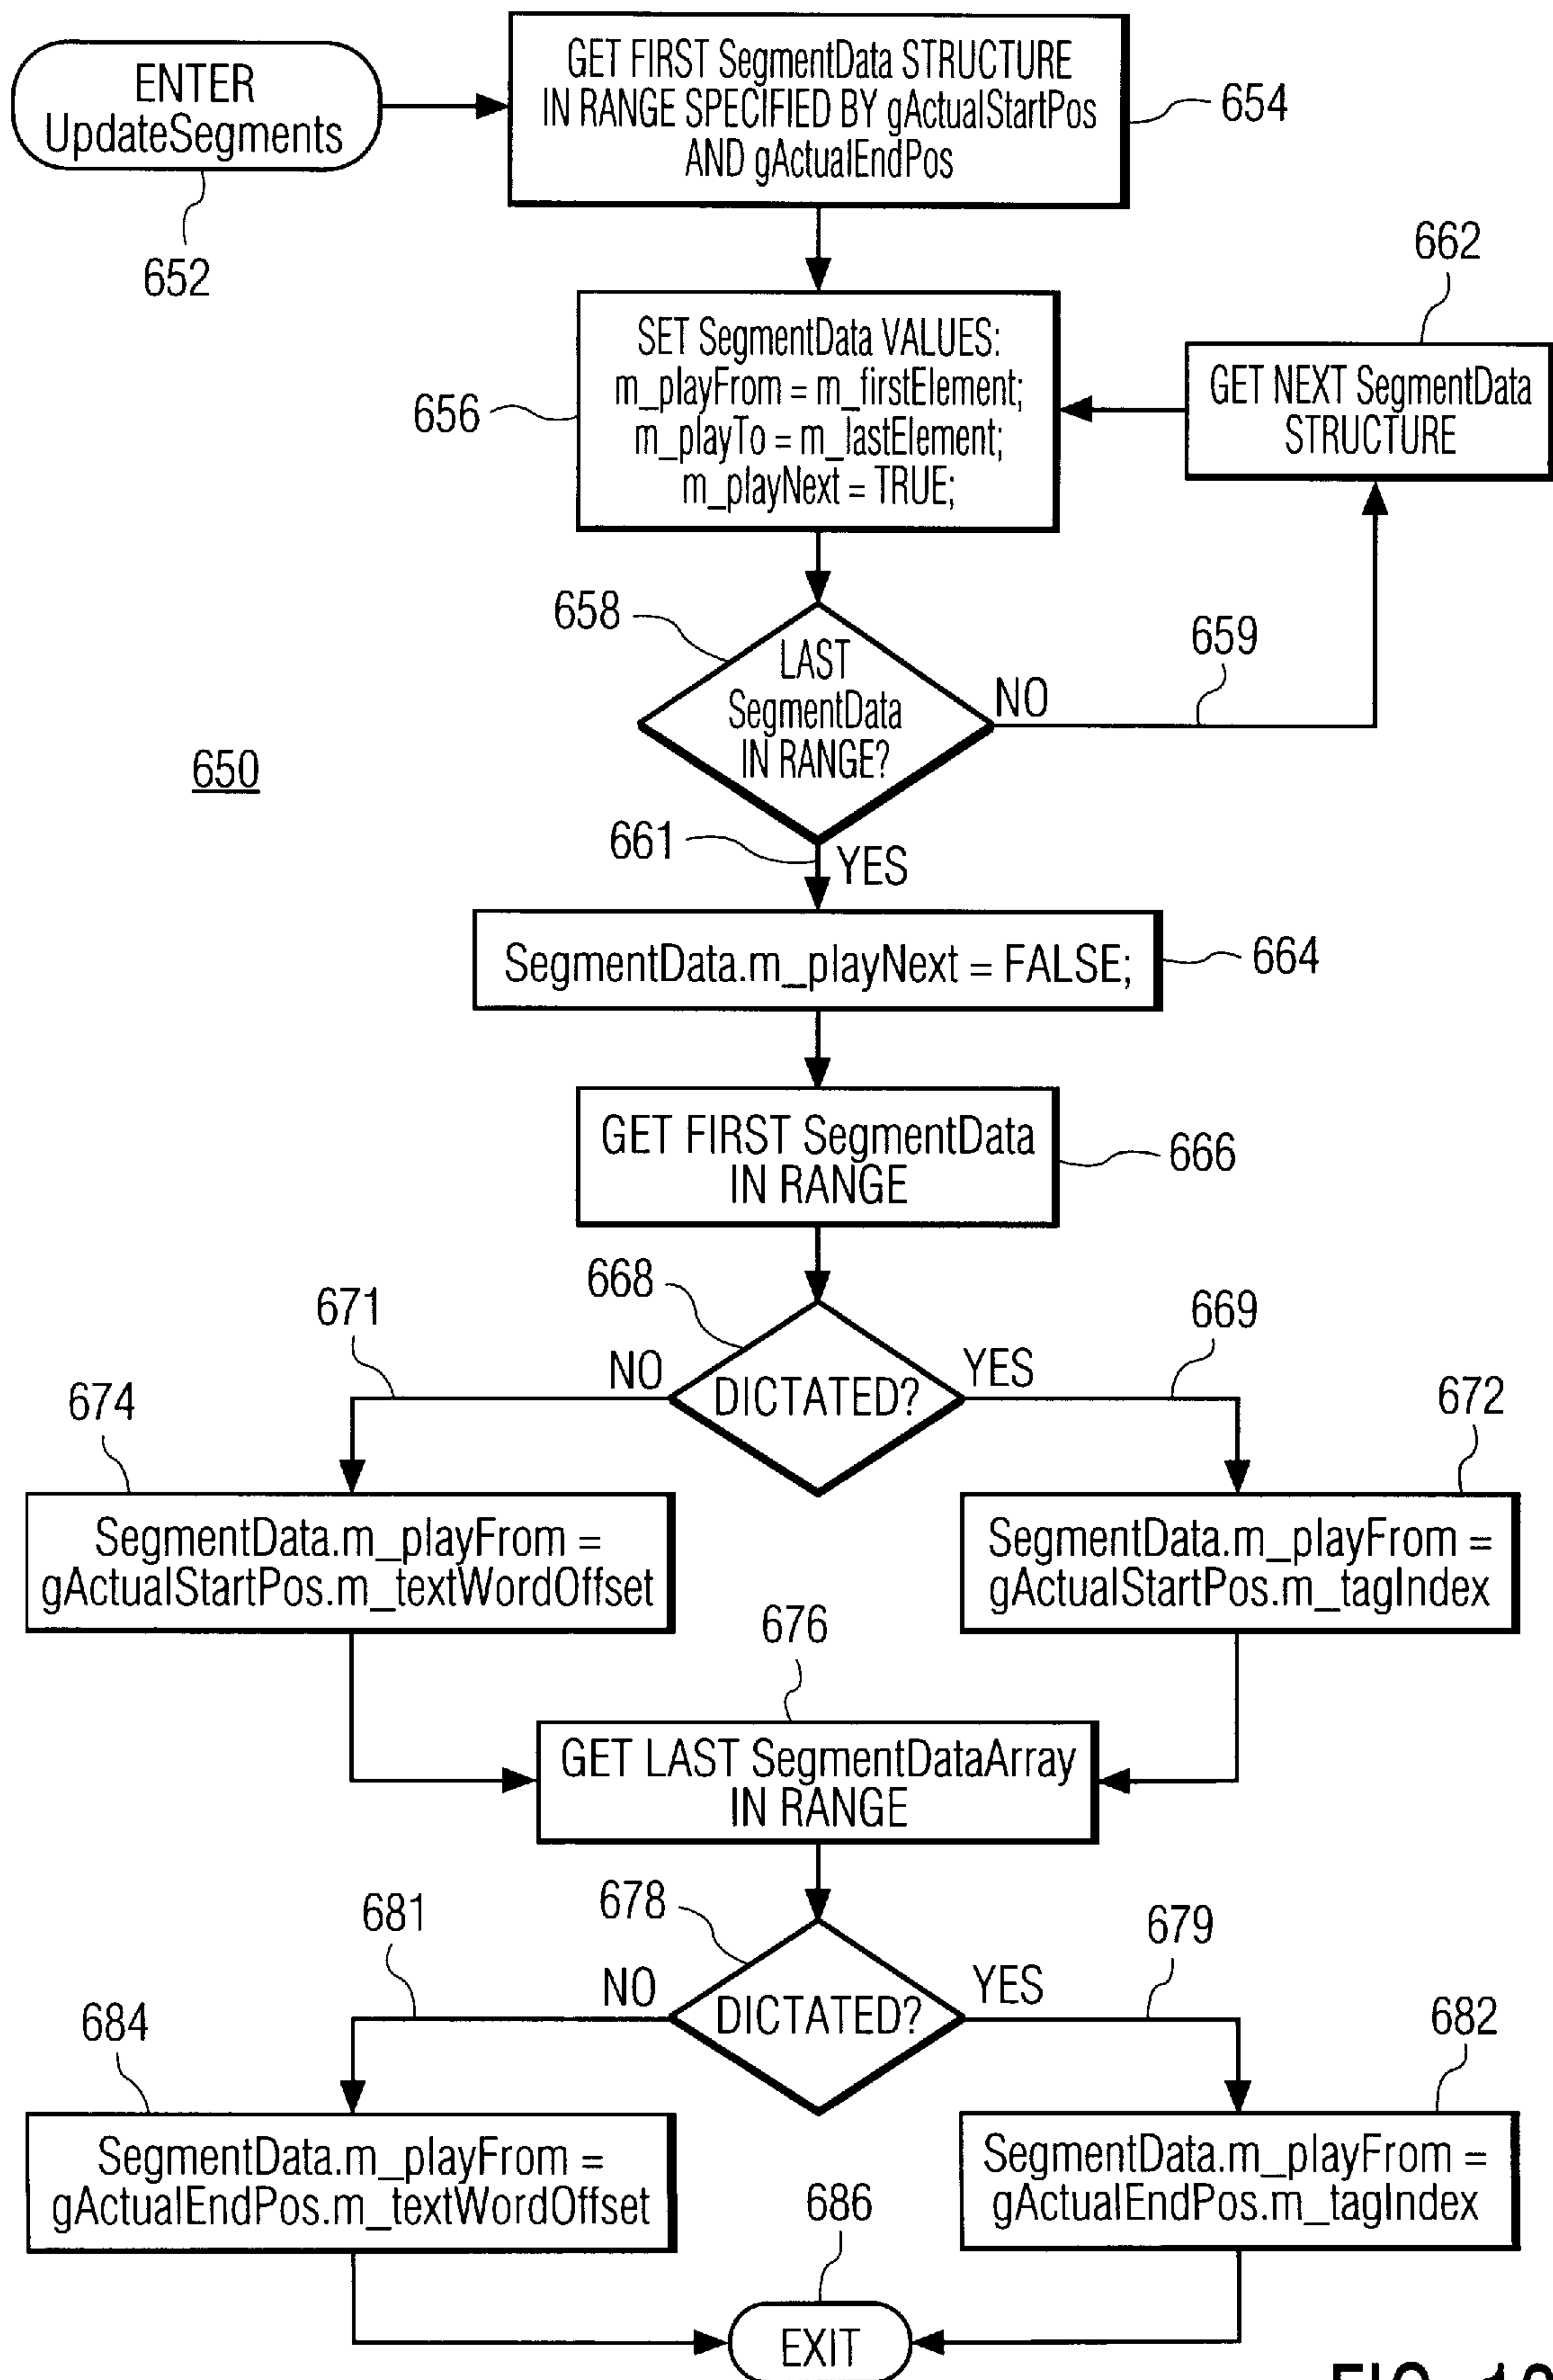 ENTER
UpdateSegments
652
GET FIRST SegmentData STRUCTURE
IN RANGE SPECIFIED BY gActualStartPos
AND gActualEndPos
654
662
SET SegmentData VALUES:
m_playFrom = m_firstElement;
m_playTo = m_lastElement;
m_playNext = TRUE;
656
GET NEXT SegmentData
STRUCTURE
658
LAST
SegmentData
IN RANGE?
NO
659
650
661
YES
SegmentData.m_playNext = FALSE;
664
GET FIRST SegmentData
IN RANGE
666
668
671
NO
DICTATED?
YES
669
674
672
SegmentData.m_playFrom =
gActualStartPos.m_textWordOffset
SegmentData.m_playFrom =
gActualStartPos.m_tagIndex
676
GET LAST SegmentDataArray
IN RANGE
678
681
NO
DICTATED?
YES
679
684
682
SegmentData.m_playFrom =
gActualEndPos.m_textWordOffset
SegmentData.m_playFrom =
gActualEndPos.m_tagIndex
686
EXIT
FIG.